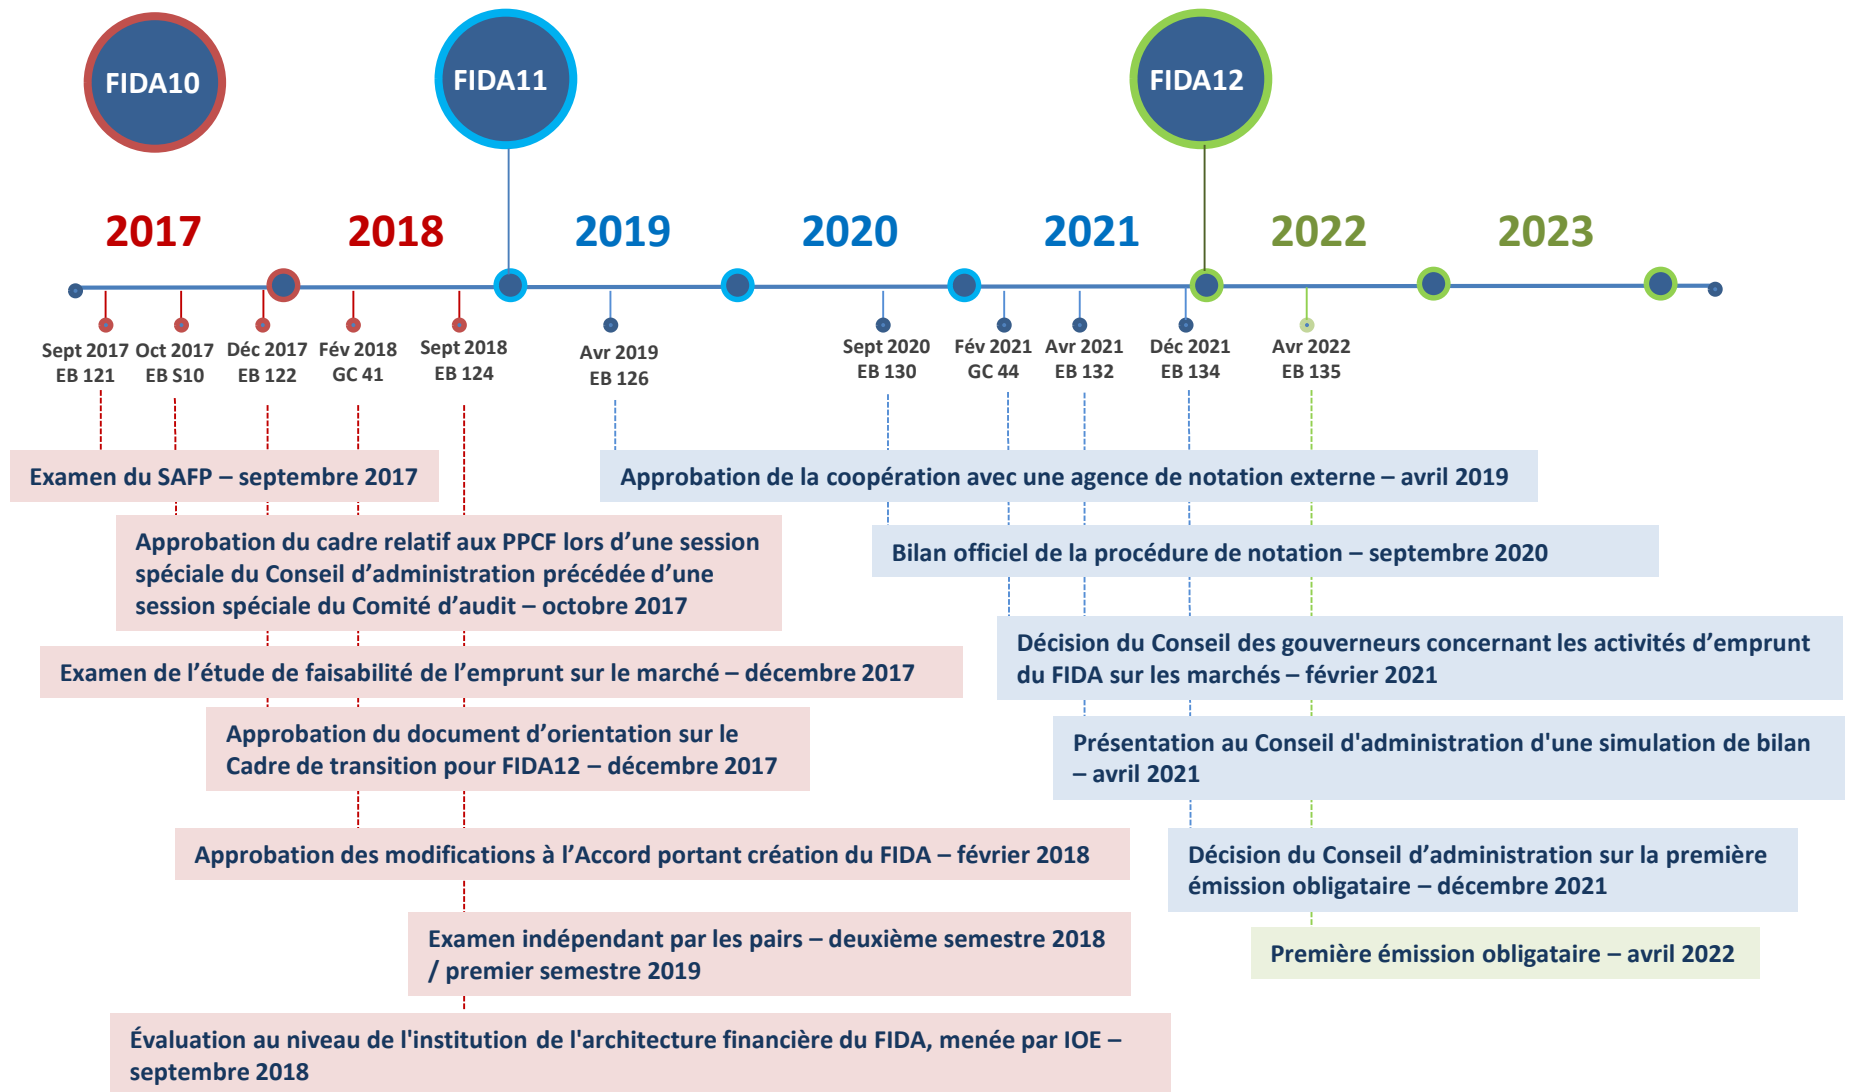 FIDA10
FIDA11
FIDA12
2017
2018
2019
2020
2021
2022
2023
Sept 2017
EB 121
Oct 2017
EB S10
Déc 2017
EB 122
Fév 2018
GC 41
Sept 2018
EB 124
Avr 2019
EB 126
Sept 2020
EB 130
Fév 2021
GC 44
Avr 2021
EB 132
Déc 2021
EB 134
Avr 2022
EB 135
Examen du SAFP – septembre 2017
Approbation du cadre relatif aux PPCF lors d’une session
spéciale du Conseil d’administration précédée d’une
session spéciale du Comité d’audit – octobre 2017
Examen de l’étude de faisabilité de l’emprunt sur le marché – décembre 2017
Approbation du document d’orientation sur le
Cadre de transition pour FIDA12 – décembre 2017
Approbation des modifications à l’Accord portant création du FIDA – février 2018
Examen indépendant par les pairs – deuxième semestre 2018
/ premier semestre 2019
Évaluation au niveau de l'institution de l'architecture financière du FIDA, menée par IOE –
septembre 2018
Approbation de la coopération avec une agence de notation externe – avril 2019
Bilan officiel de la procédure de notation – septembre 2020
Décision du Conseil des gouverneurs concernant les activités d’emprunt
du FIDA sur les marchés – février 2021
Présentation au Conseil d'administration d'une simulation de bilan
– avril 2021
Décision du Conseil d’administration sur la première
émission obligataire – décembre 2021
Première émission obligataire – avril 2022